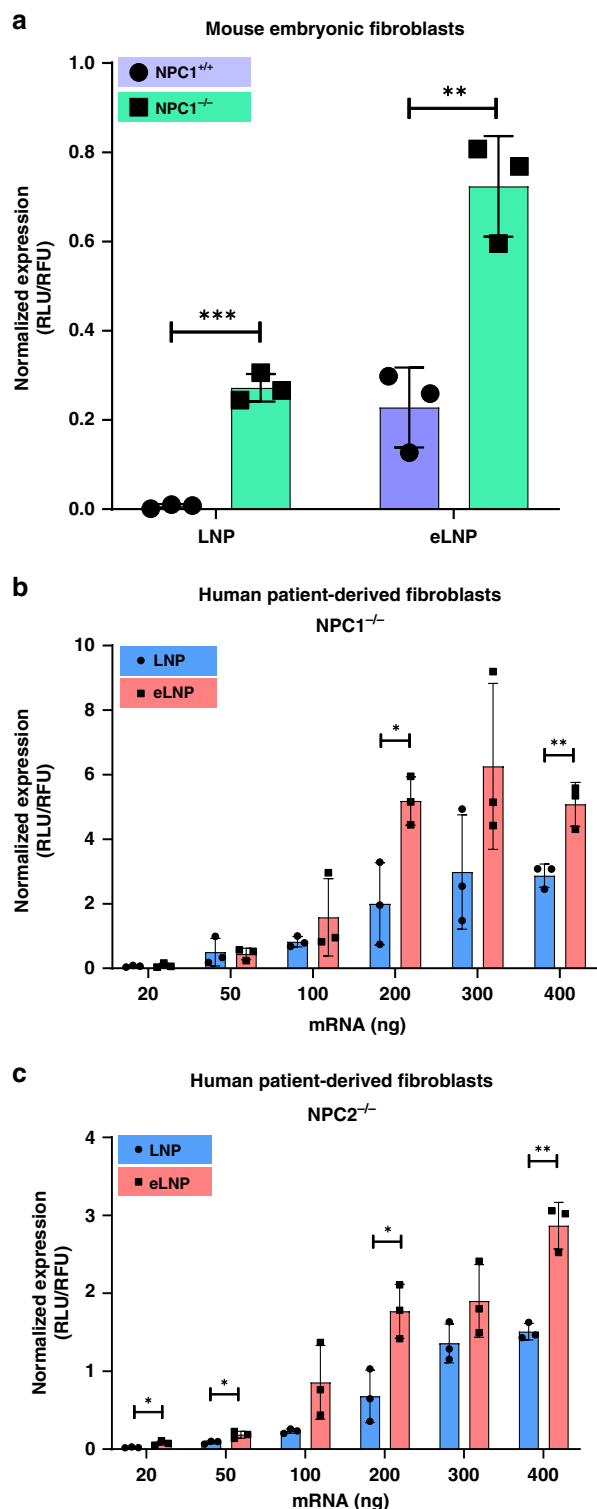 a
Mouse embryonic fibroblasts
NPC1+/+
NPC1−/−
Normalized expression
(RLU/RFU)
1.0
0.8
0.6
0.4
0.2
0.0
***
**
LNP
eLNP
b
Human patient-derived fibroblasts
NPC1−/−
LNP
eLNP
Normalized expression
(RLU/RFU)
10
8
6
4
2
0
*
**
20 50 100 200 300 400
mRNA (ng)
c
Human patient-derived fibroblasts
NPC2−/−
LNP
eLNP
Normalized expression
(RLU/RFU)
4
3
2
1
0
*
*
*
**
20 50 100 200 300 400
mRNA (ng)